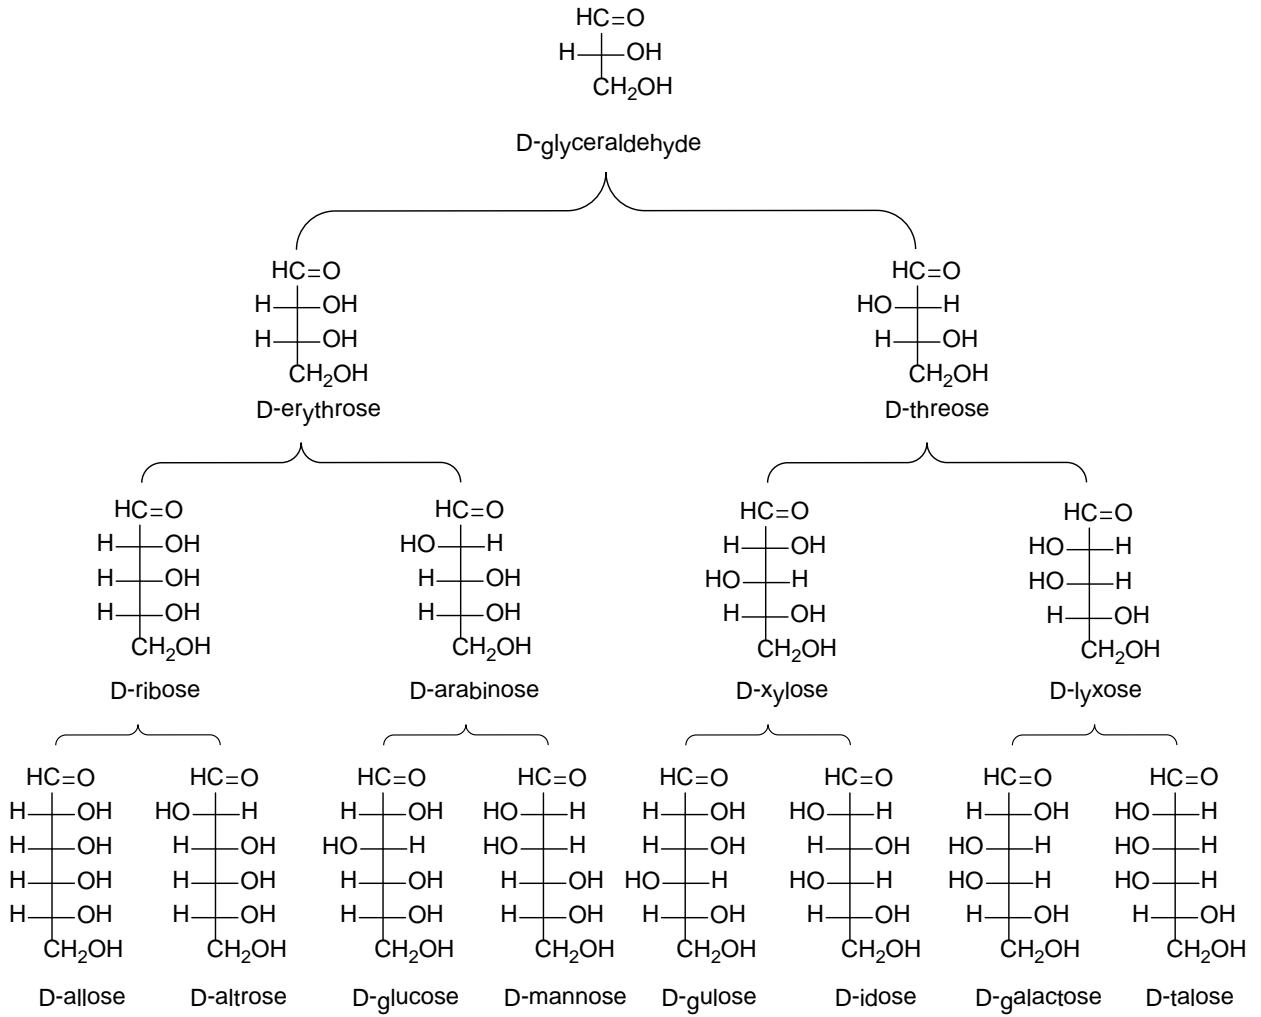 HC=O
H OH
CH2OH
D-glyceraldehyde
HC=O HC=O
H OH HO H
H OH H OH
CH2OH CH2OH
D-erythrose D-threose
HC=O HC=O HC=O HC=O
H OH HO H H OH HO H
H OH H OH HO H HO H
H OH H OH H OH H OH
CH2OH CH2OH CH2OH CH2OH
D-ribose D-arabinose D-xylose D-lyxose
HC=O HC=O HC=O HC=O HC=O HC=O HC=O HC=O
H OH HO H H OH HO H H OH HO H H OH HO H
H OH H OH HO H HO H H OH H OH HO H HO H
H OH H OH H OH H OH HO H HO H HO H HO H
H OH H OH H OH H OH H OH H OH H OH H OH
CH2OH CH2OH CH2OH CH2OH CH2OH CH2OH CH2OH CH2OH
D-allose D-altrose D-glucose D-mannose D-gulose D-idose D-galactose D-talose